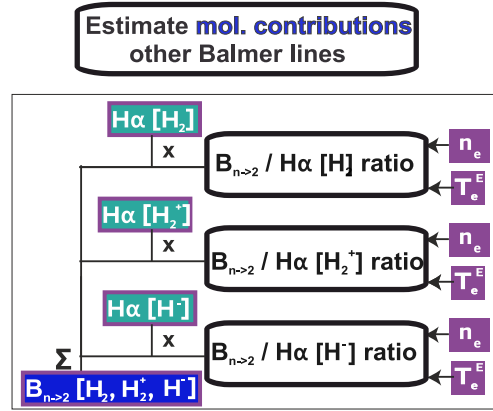 Estimate mol. contributions
other Balmer lines
Hα [H₂]
x
Bₙ₋>₂ / Hα [H₂] ratio
nₑ
Tₑᴱ
Hα [H₂⁺]
x
Bₙ₋>₂ / Hα [H₂⁺] ratio
nₑ
Tₑᴱ
Hα [H⁻]
x
Bₙ₋>₂ / Hα [H⁻] ratio
nₑ
Tₑᴱ
Σ
Bₙ₋>₂ [H₂, H₂⁺, H⁻]